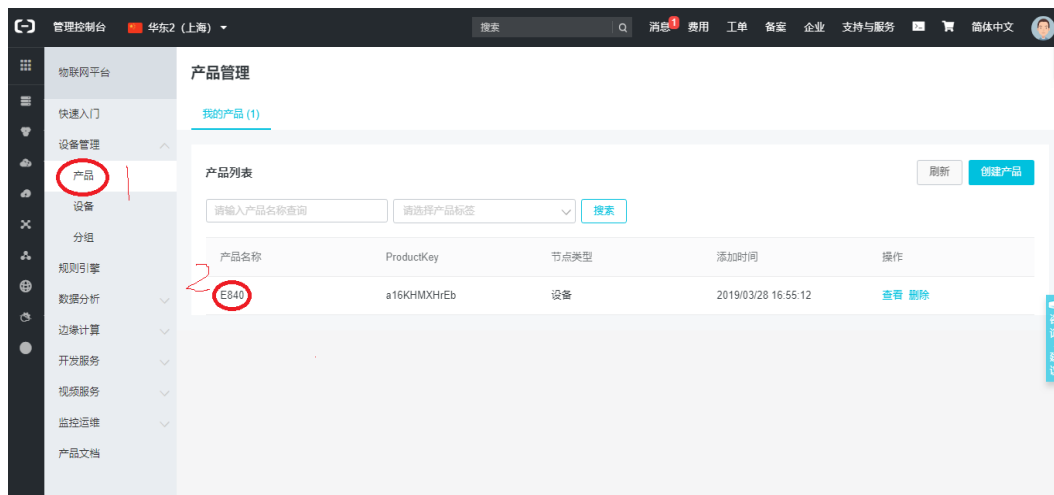 管理控制台 华东2（上海） 搜索 消息 1 费用 工单 备案 企业 支持与服务 简体中文
物联网平台
产品管理
快速入门
我的产品 (1)
设备管理
产品 1
产品列表
刷新 创建产品
设备
请输入产品名称查询 请选择产品标签 搜索
分组
产品名称 ProductKey 节点类型 添加时间 操作
规则引擎
2
E840 a16KHMXHrEb 设备 2019/03/28 16:55:12 查看 删除
数据分析
边缘计算
开发服务
视频服务
监控运维
产品文档